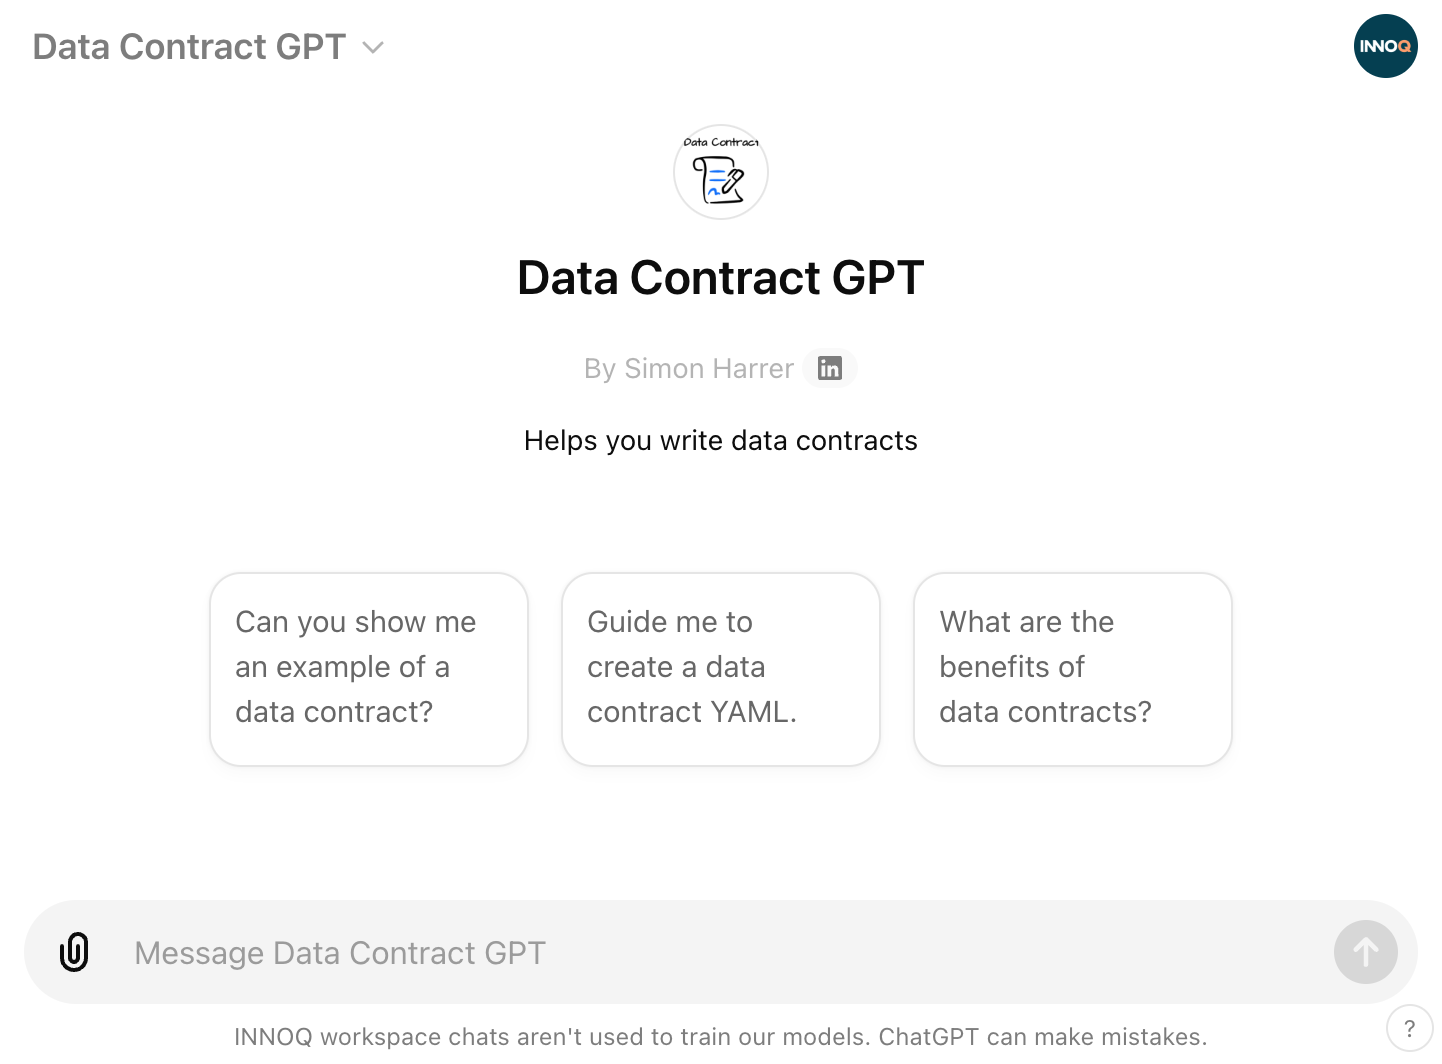 Data Contract GPT
INNOQ
Data Contract
Data Contract GPT
By Simon Harrer in
Helps you write data contracts
Can you show me
an example of a
data contract?
Guide me to
create a data
contract YAML.
What are the
benefits of
data contracts?
Message Data Contract GPT
INNOQ workspace chats aren't used to train our models. ChatGPT can make mistakes.
?